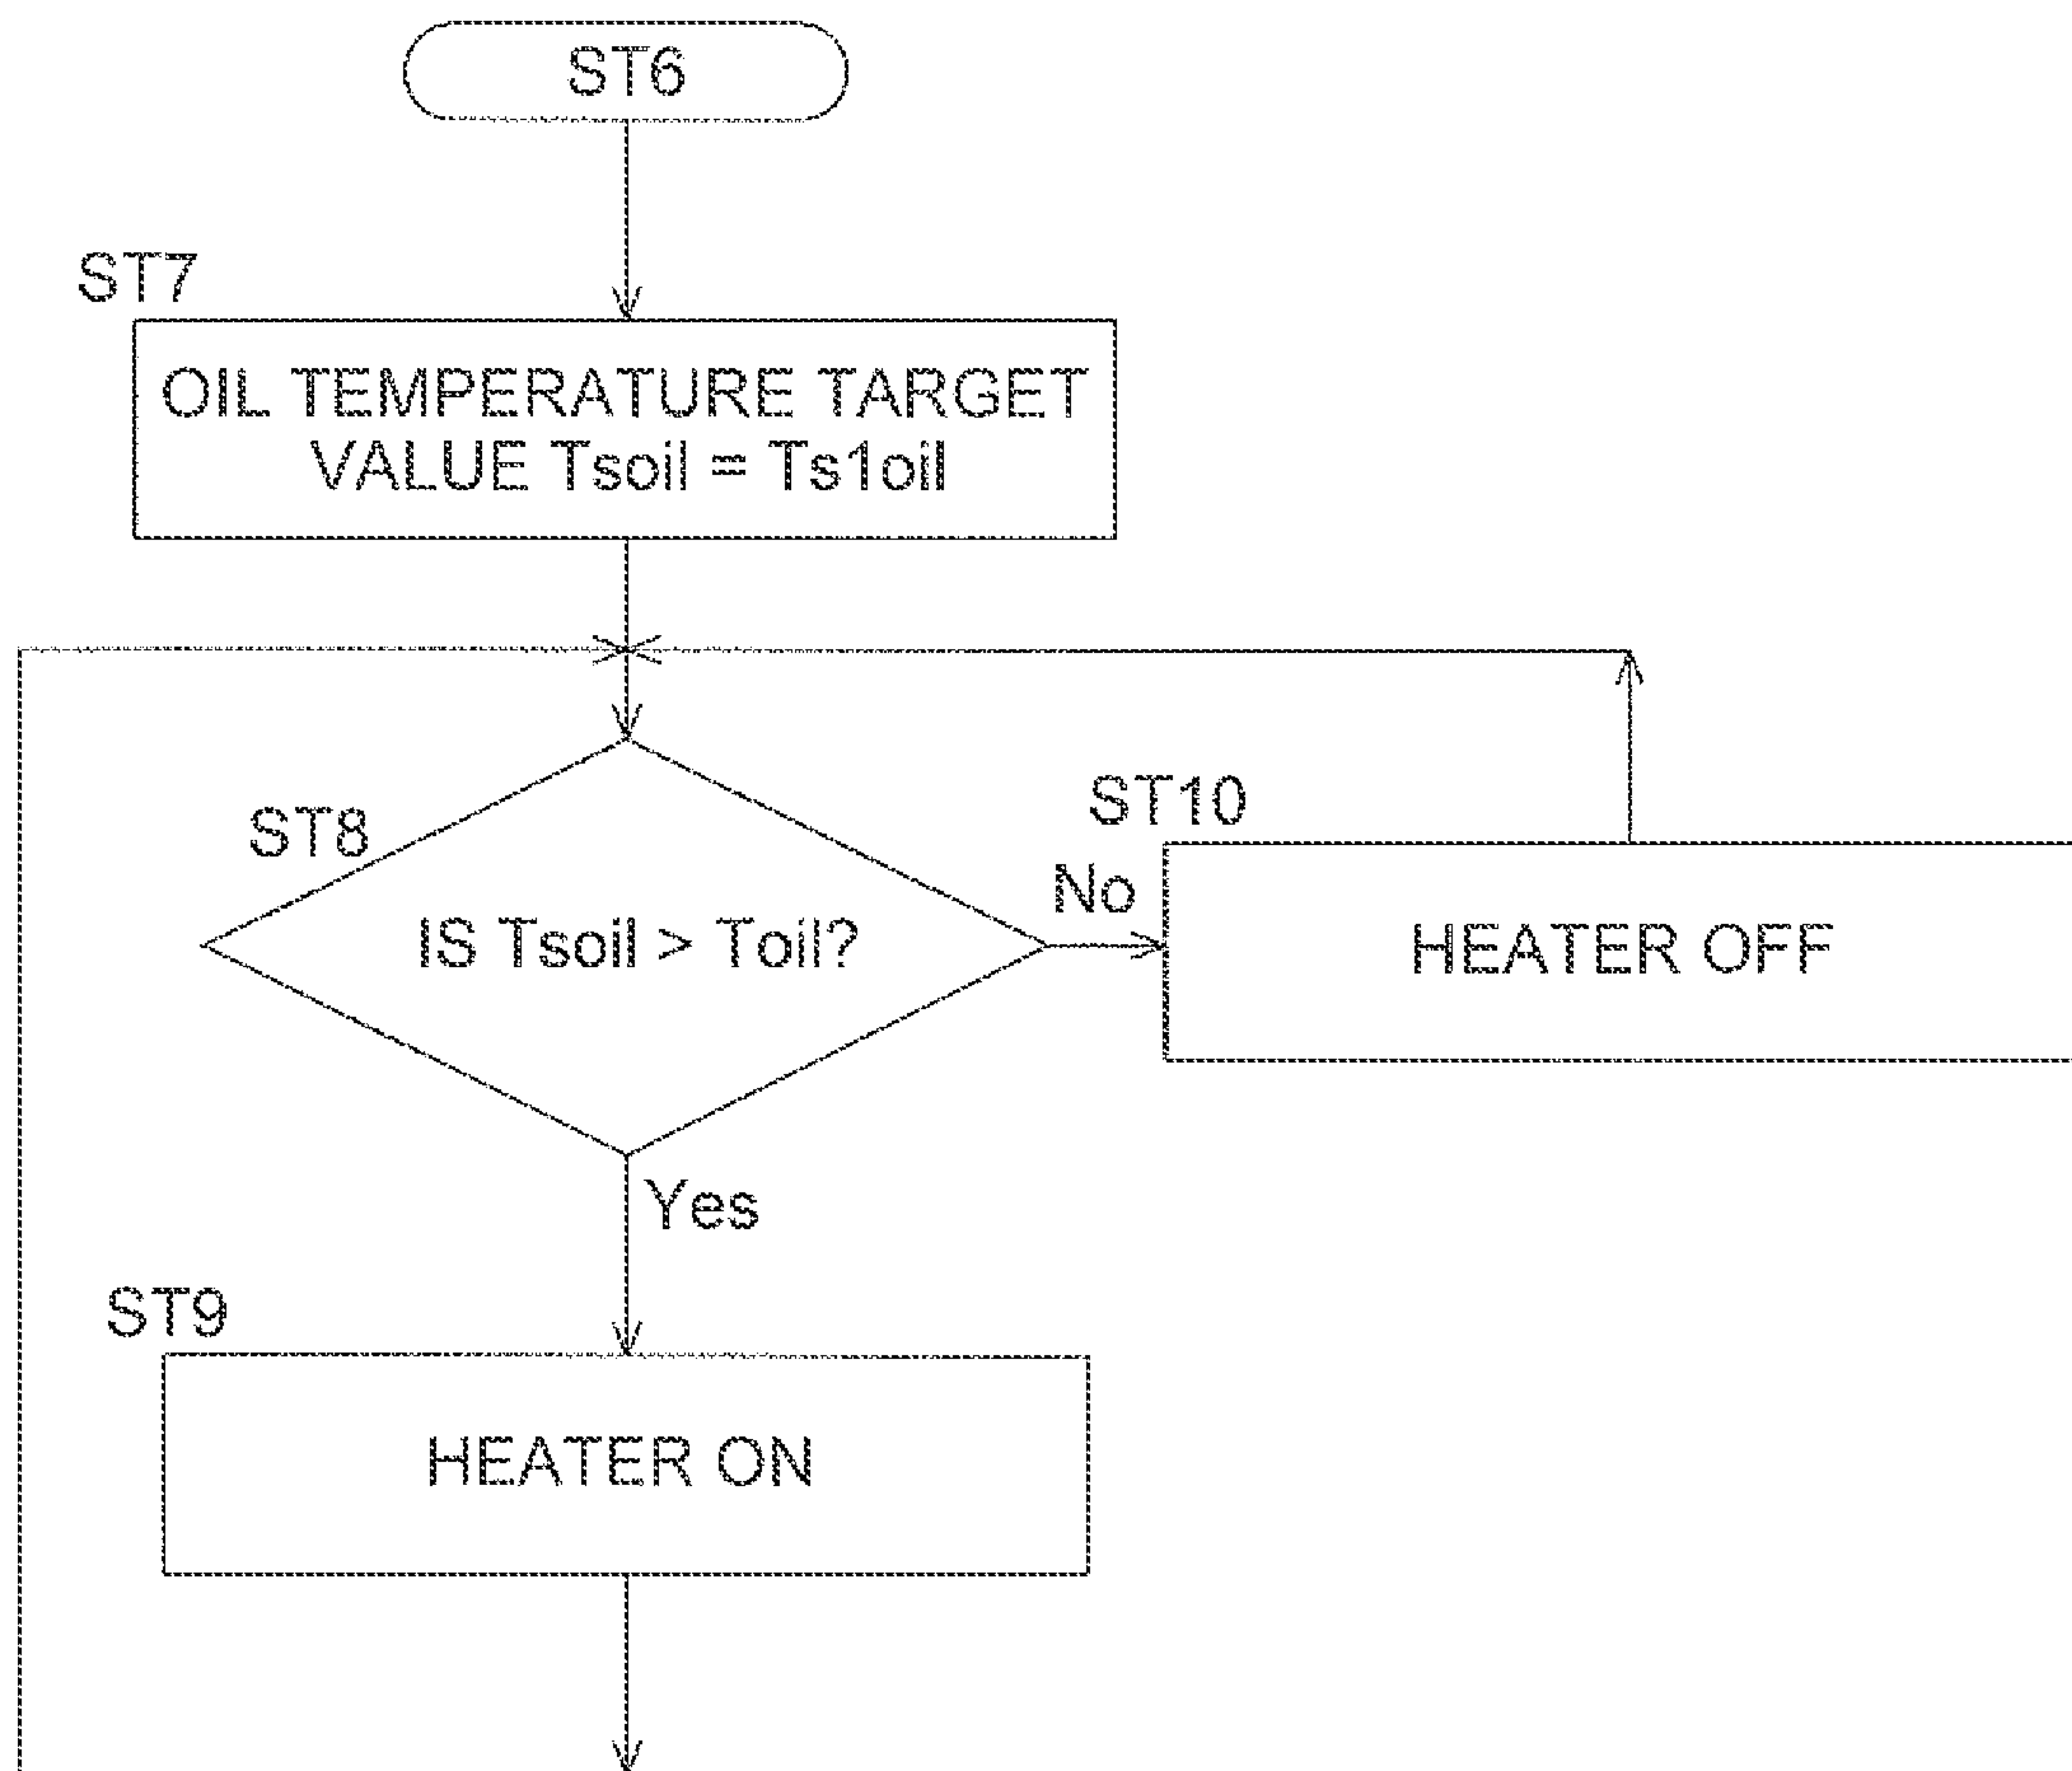 ST6
ST7
OIL TEMPERATURE TARGET
VALUE Tsoil = Ts1oil
ST8
IS Tsoil > Toil?
No
ST10
HEATER OFF
Yes
ST9
HEATER ON